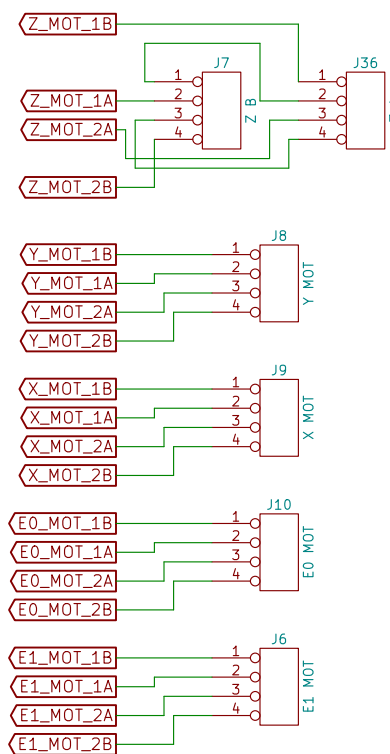 Z_MOT_1B
J7 J36
1 1
Z_MOT_1A 2 2
Z_MOT_2A 3 3
4 4
Z B
Z_MOT_2B
J8
Y_MOT_1B 1
Y_MOT_1A 2
Y_MOT_2A 3
Y_MOT_2B 4
Y MOT
J9
X_MOT_1B 1
X_MOT_1A 2
X_MOT_2A 3
X_MOT_2B 4
X MOT
J10
E0_MOT_1B 1
E0_MOT_1A 2
E0_MOT_2A 3
E0_MOT_2B 4
E0 MOT
J6
E1_MOT_1B 1
E1_MOT_1A 2
E1_MOT_2A 3
E1_MOT_2B 4
E1 MOT